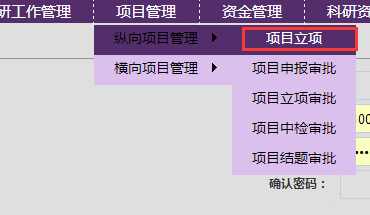 研工作管理 项目管理 资金管理 科研资
纵向项目管理 项目立项
横向项目管理 项目申报审批
项目立项审批
00
项目中检审批
••••
项目结题审批
确认密码：